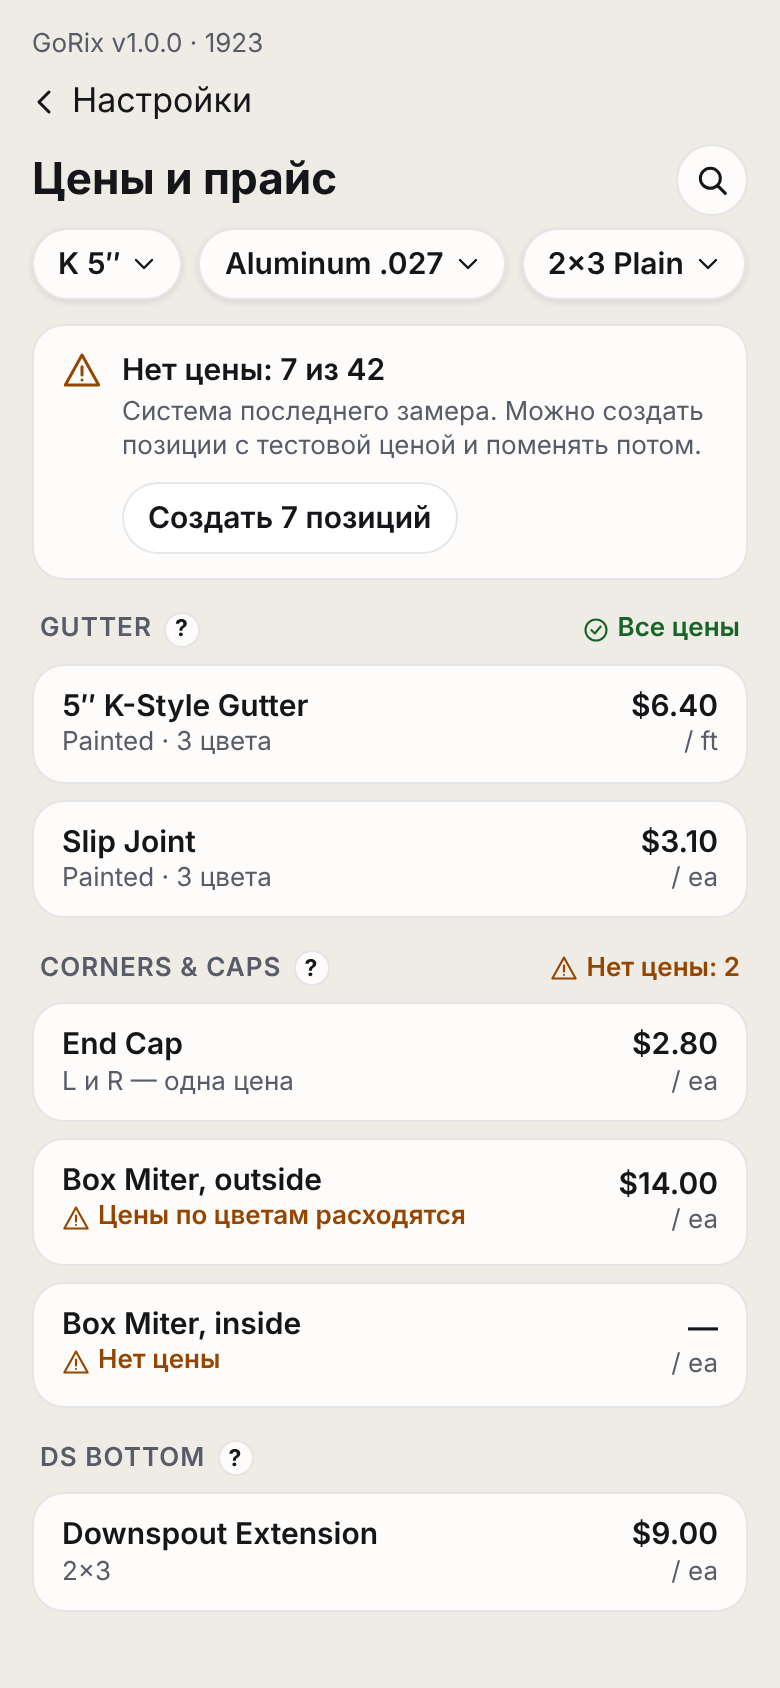 GoRix v1.0.0 · 1923
Настройки
Цены и прайс
K 5″
Aluminum .027
2×3 Plain
Нет цены: 7 из 42
Система последнего замера. Можно создать
позиции с тестовой ценой и поменять потом.
Создать 7 позиций
GUTTER ?
Все цены
5″ K-Style Gutter
$6.40
Painted · 3 цвета
/ ft
Slip Joint
$3.10
Painted · 3 цвета
/ ea
CORNERS & CAPS ?
Нет цены: 2
End Cap
$2.80
L и R — одна цена
/ ea
Box Miter, outside
$14.00
Цены по цветам расходятся
/ ea
Box Miter, inside
—
Нет цены
/ ea
DS BOTTOM ?
Downspout Extension
$9.00
2×3
/ ea